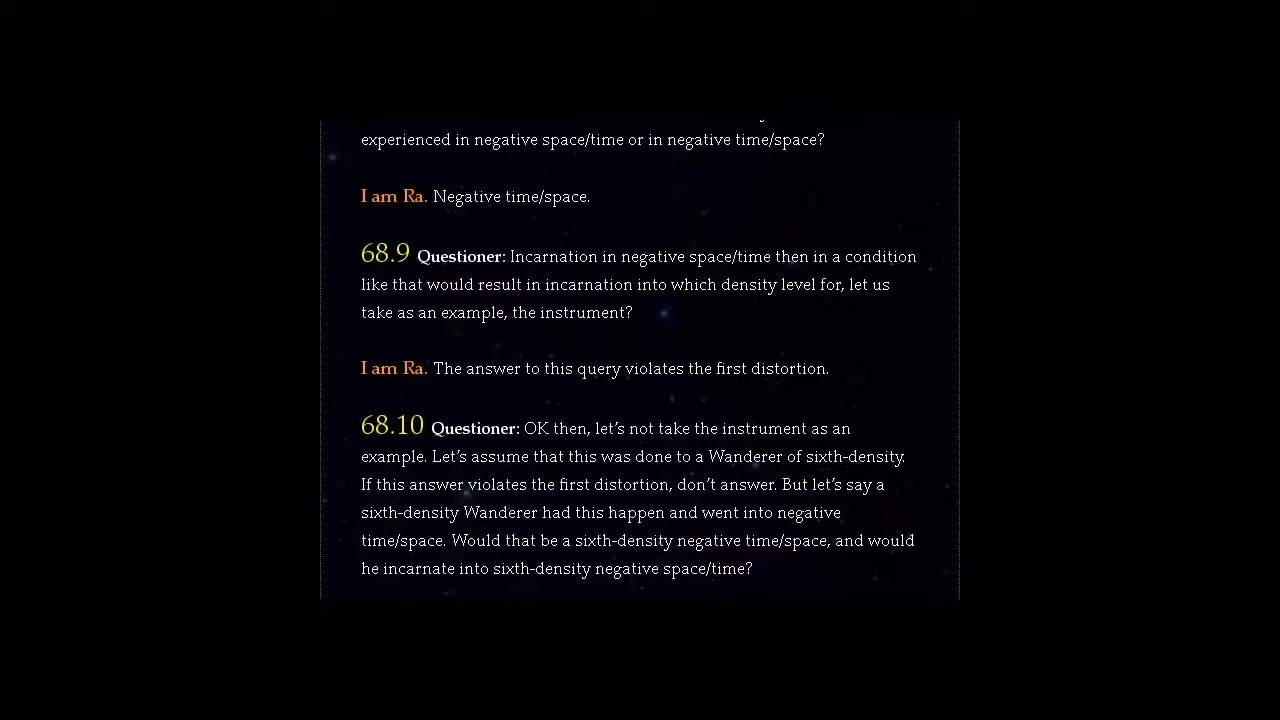 experienced in negative space/time or in negative time/space?
I am Ra. Negative time/space.
68.9 Questioner: Incarnation in negative space/time then in a condition
like that would result in incarnation into which density level for, let us
take as an example, the instrument?
I am Ra. The answer to this query violates the first distortion.
68.10 Questioner: OK then, let’s not take the instrument as an
example. Let’s assume that this was done to a Wanderer of sixth-density.
If this answer violates the first distortion, don’t answer. But let’s say a
sixth-density Wanderer had this happen and went into negative
time/space. Would that be a sixth-density negative time/space, and would
he incarnate into sixth-density negative space/time?